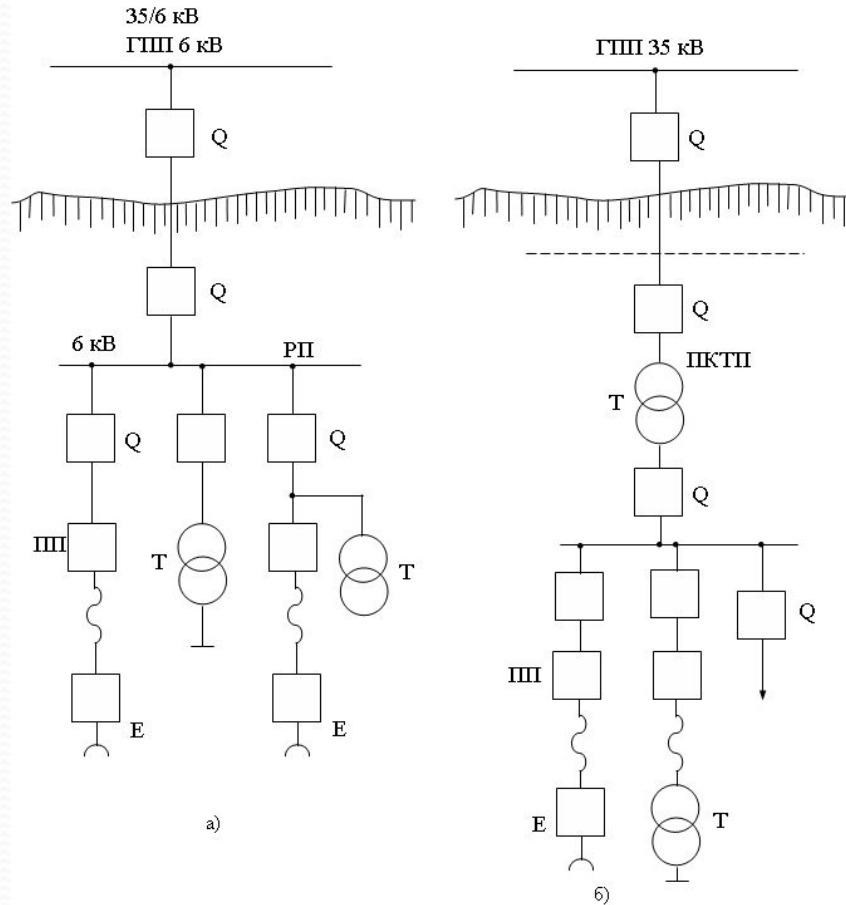 35/6 кВ
ГПП 6 кВ
Q
Q
6 кВ
РП
Q
Q
ПП
Т
Т
Е
Е
а)
ГПП 35 кВ
Q
Q
ПКТП
Т
Q
Q
ПП
Е
Т
б)